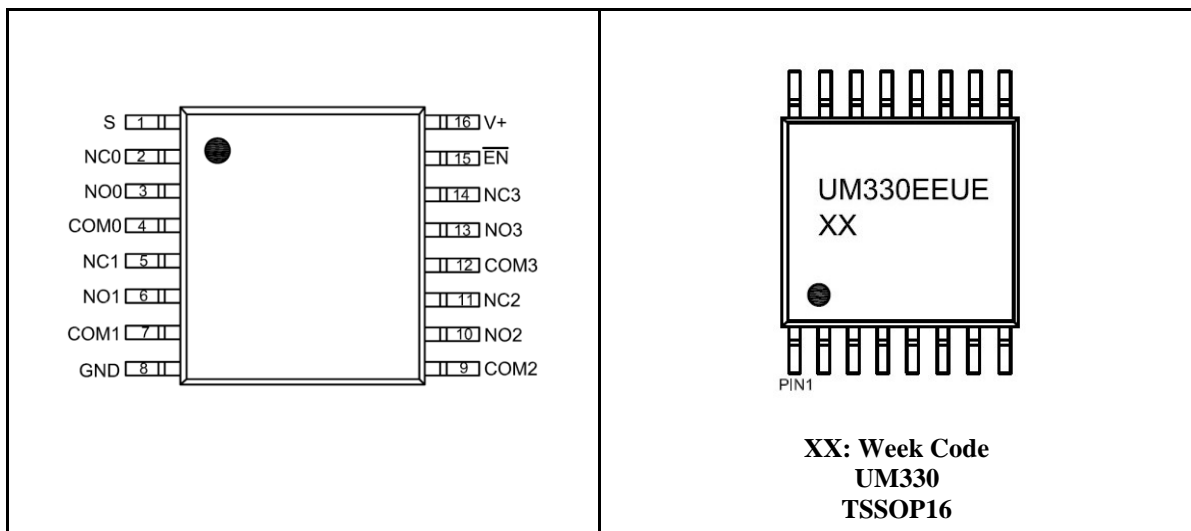 S 1
NC0 2
NO0 3
COM0 4
NC1 5
NO1 6
COM1 7
GND 8
16 V+
15 E̅N̅
14 NC3
13 NO3
12 COM3
11 NC2
10 NO2
9 COM2
UM330EEUE
XX
PIN1
XX: Week Code
UM330
TSSOP16